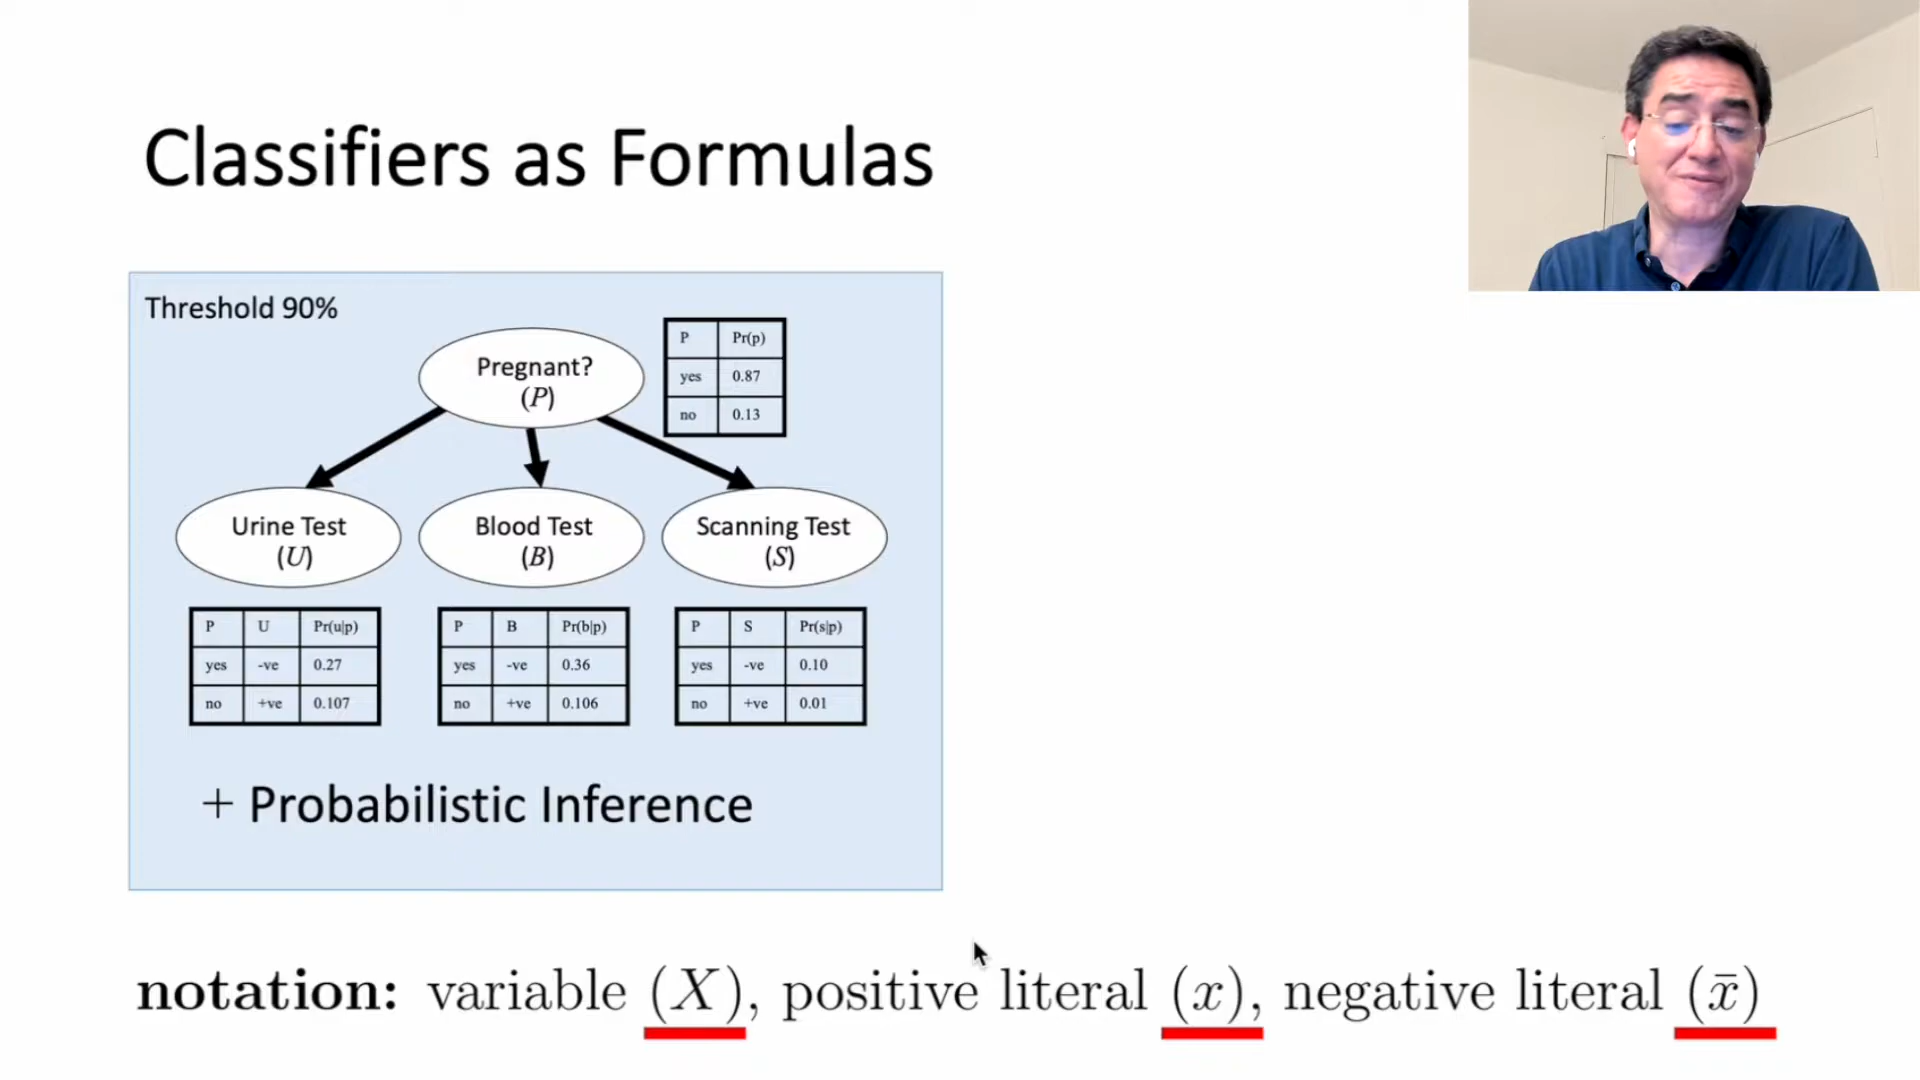 Classifiers as Formulas
Threshold 90%
Pregnant?
(P)
P Pr(p)
yes 0.87
no 0.13
Urine Test
(U)
Blood Test
(B)
Scanning Test
(S)
P U Pr(u|p)
yes -ve 0.27
no +ve 0.107
P B Pr(b|p)
yes -ve 0.36
no +ve 0.106
P S Pr(s|p)
yes -ve 0.10
no +ve 0.01
+ Probabilistic Inference
notation: variable (X), positive literal (x), negative literal (x̄)